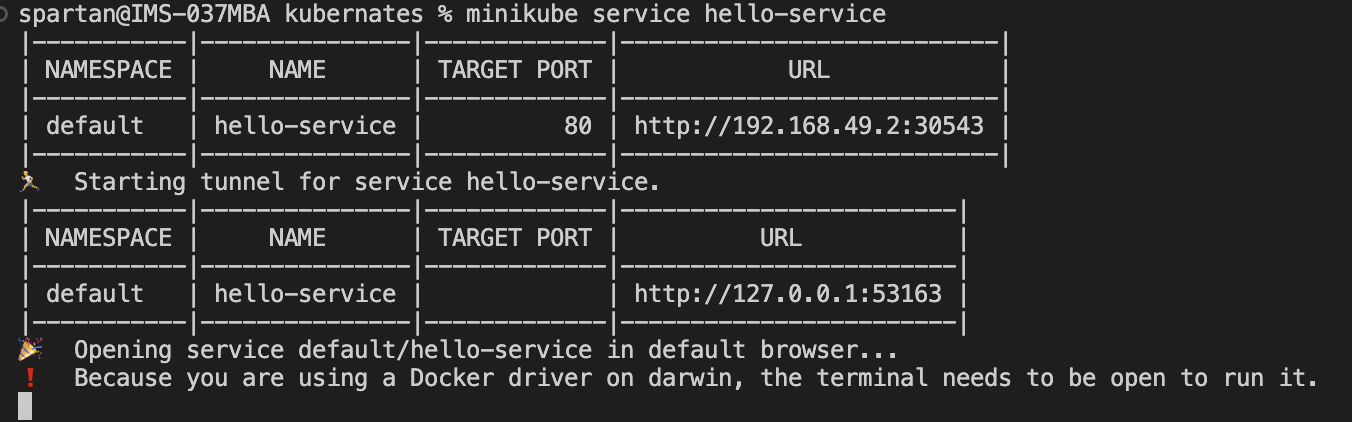 spartan@IMS-037MBA kubernates % minikube service hello-service
|-----------|---------------|-------------|---------------------------|
| NAMESPACE |     NAME      | TARGET PORT |            URL            |
|-----------|---------------|-------------|---------------------------|
| default   | hello-service |          80 | http://192.168.49.2:30543 |
|-----------|---------------|-------------|---------------------------|
🏃  Starting tunnel for service hello-service.
|-----------|---------------|-------------|------------------------|
| NAMESPACE |     NAME      | TARGET PORT |          URL           |
|-----------|---------------|-------------|------------------------|
| default   | hello-service |             | http://127.0.0.1:53163 |
|-----------|---------------|-------------|------------------------|
🎉  Opening service default/hello-service in default browser...
❗  Because you are using a Docker driver on darwin, the terminal needs to be open to run it.